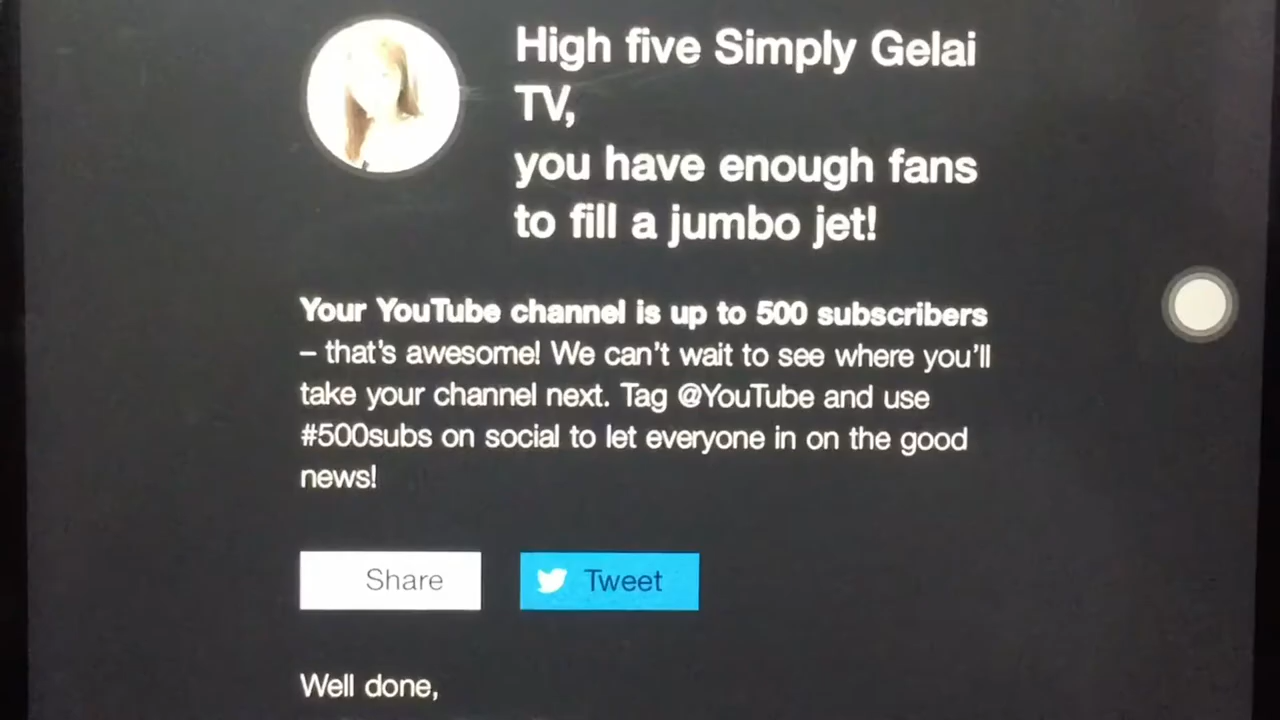 High five Simply Gelai
TV,
you have enough fans
to fill a jumbo jet!
Your YouTube channel is up to 500 subscribers
– that's awesome! We can't wait to see where you'll
take your channel next. Tag @YouTube and use
#500subs on social to let everyone in on the good
news!
Share
Tweet
Well done,